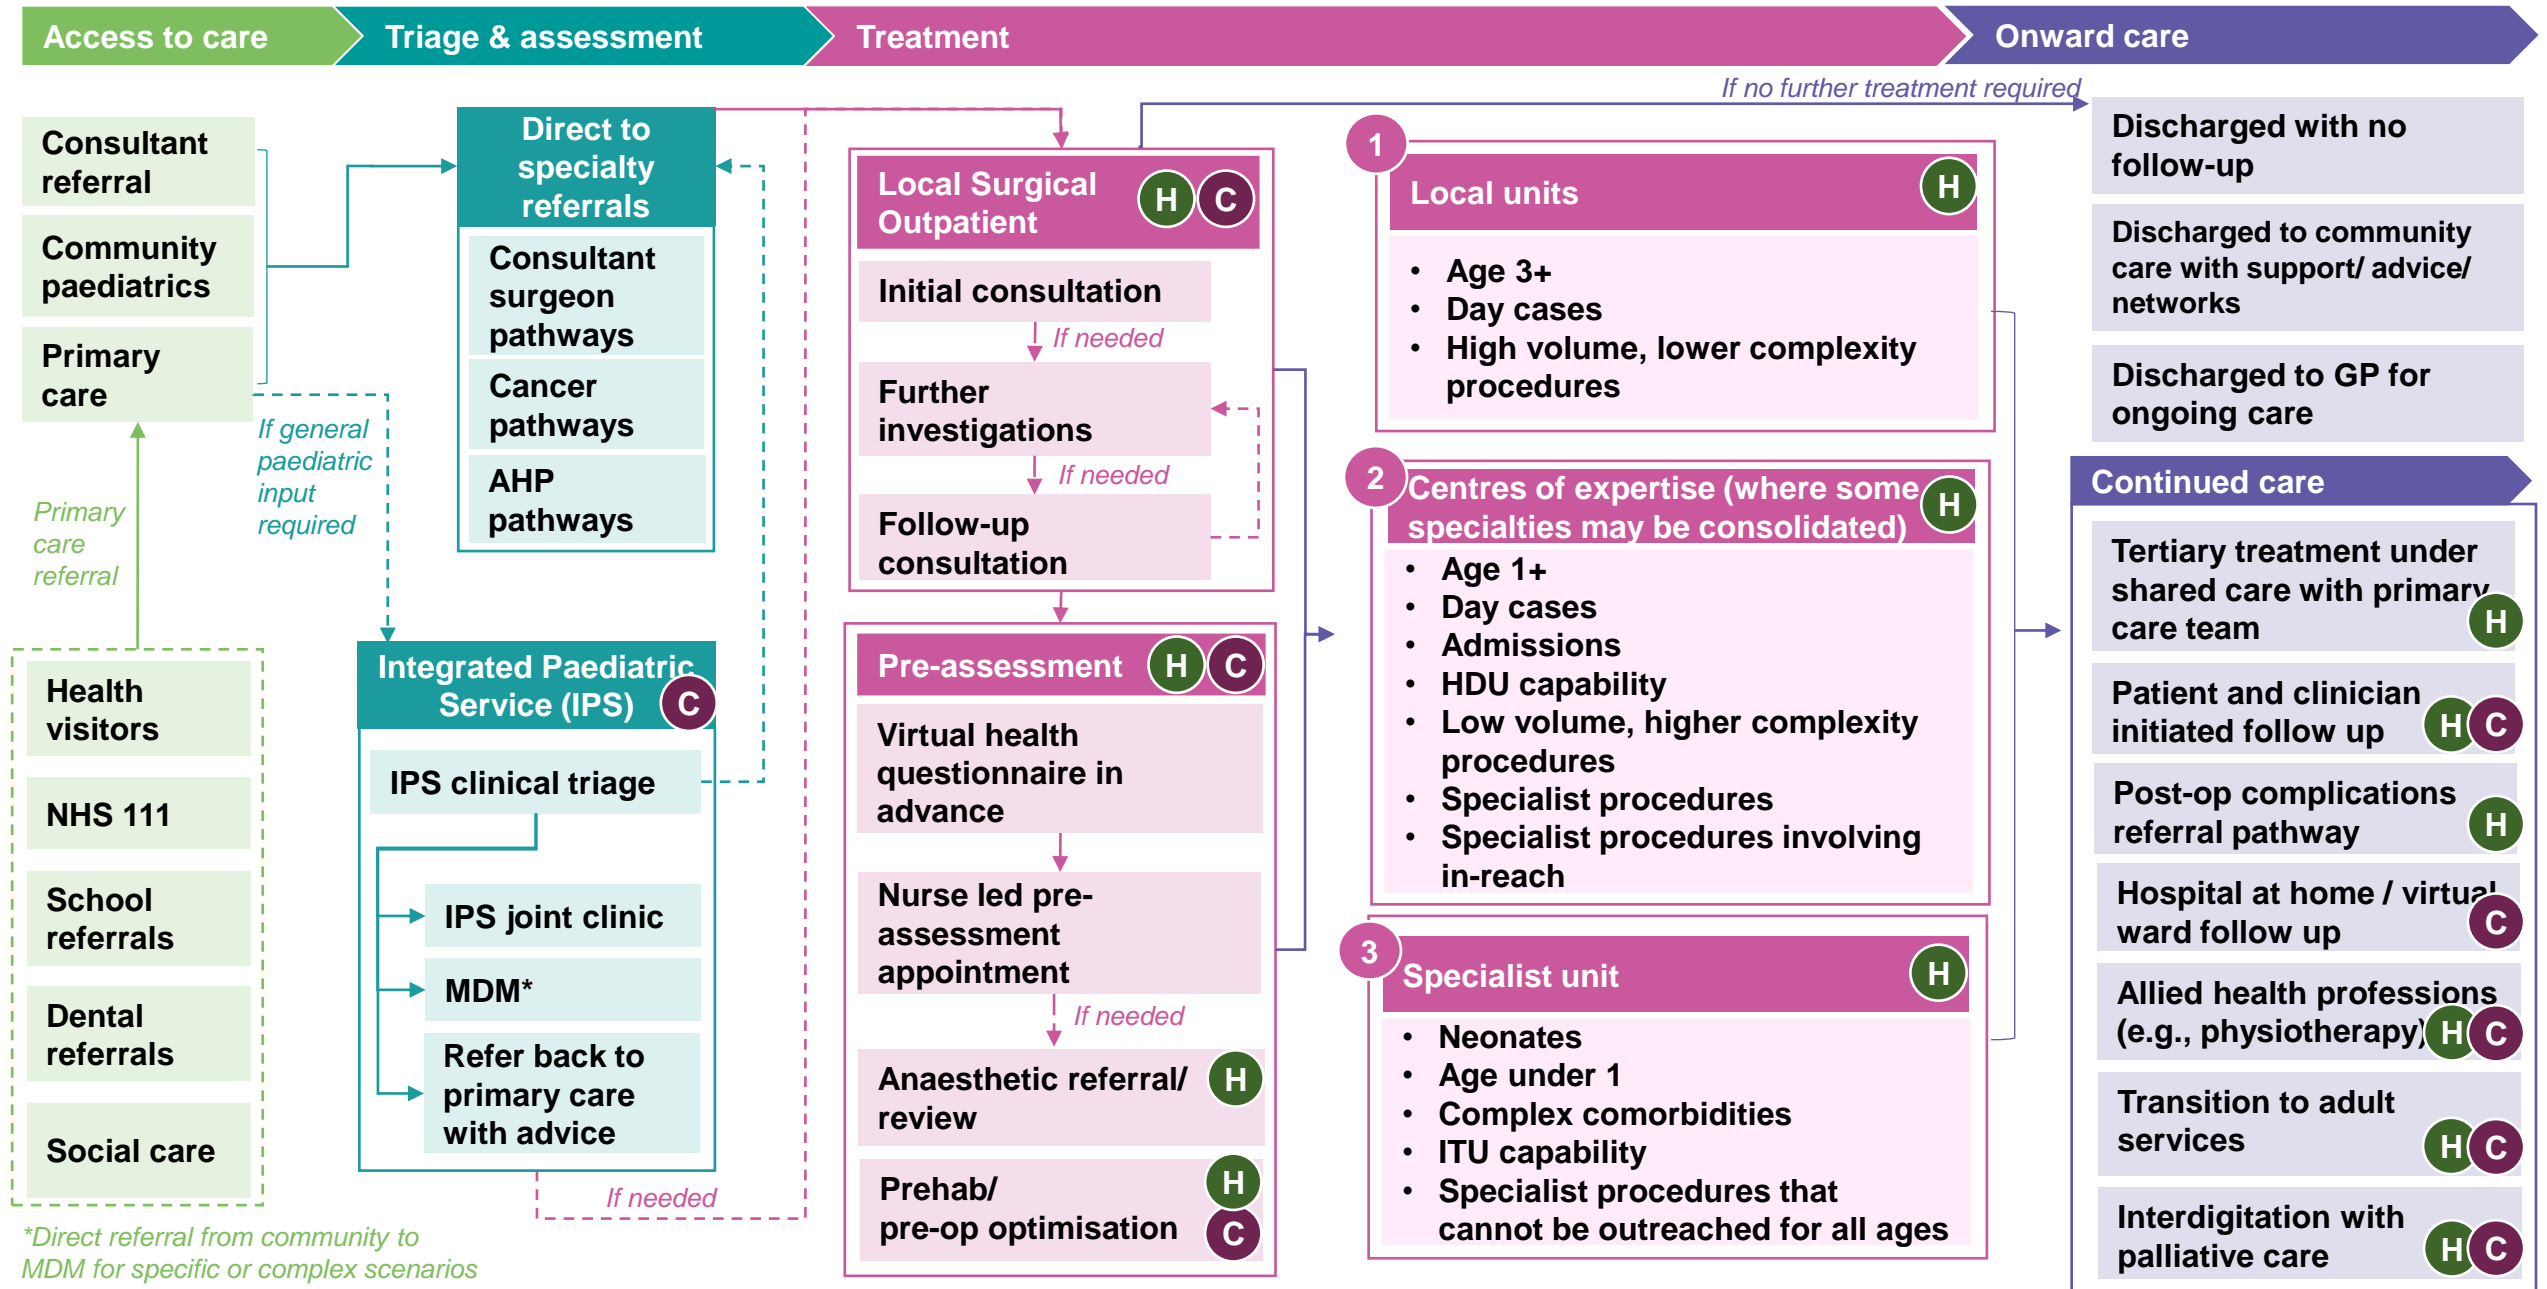 Access to care
Triage & assessment
Treatment
Onward care
Consultant
referral
Community
paediatrics
Primary
care
If general
paediatric
input
required
Primary
care
referral
Health
visitors
NHS 111
School
referrals
Dental
referrals
Social care
*Direct referral from community to
MDM for specific or complex scenarios
Direct to
specialty
referrals
Consultant
surgeon
pathways
Cancer
pathways
AHP
pathways
Integrated Paediatric
Service (IPS)
C
IPS clinical triage
IPS joint clinic
MDM*
Refer back to
primary care
with advice
If needed
Local Surgical
Outpatient
H C
Initial consultation
If needed
Further
investigations
If needed
Follow-up
consultation
Pre-assessment H C
Virtual health
questionnaire in
advance
Nurse led pre-
assessment
appointment
If needed
Anaesthetic referral/
review
H
Prehab/
pre-op optimisation
H
C
If no further treatment required
1
Local units
H
• Age 3+
• Day cases
• High volume, lower complexity
procedures
2
Centres of expertise (where some
specialties may be consolidated)
H
• Age 1+
• Day cases
• Admissions
• HDU capability
• Low volume, higher complexity
procedures
• Specialist procedures
• Specialist procedures involving
in-reach
3
Specialist unit
H
• Neonates
• Age under 1
• Complex comorbidities
• ITU capability
• Specialist procedures that
cannot be outreached for all ages
Discharged with no
follow-up
Discharged to community
care with support/ advice/
networks
Discharged to GP for
ongoing care
Continued care
Tertiary treatment under
shared care with primary
care team
H
Patient and clinician
initiated follow up
H C
Post-op complications
referral pathway
H
Hospital at home / virtual
ward follow up
C
Allied health professions
(e.g., physiotherapy)
H C
Transition to adult
services
H C
Interdigitation with
palliative care
H C